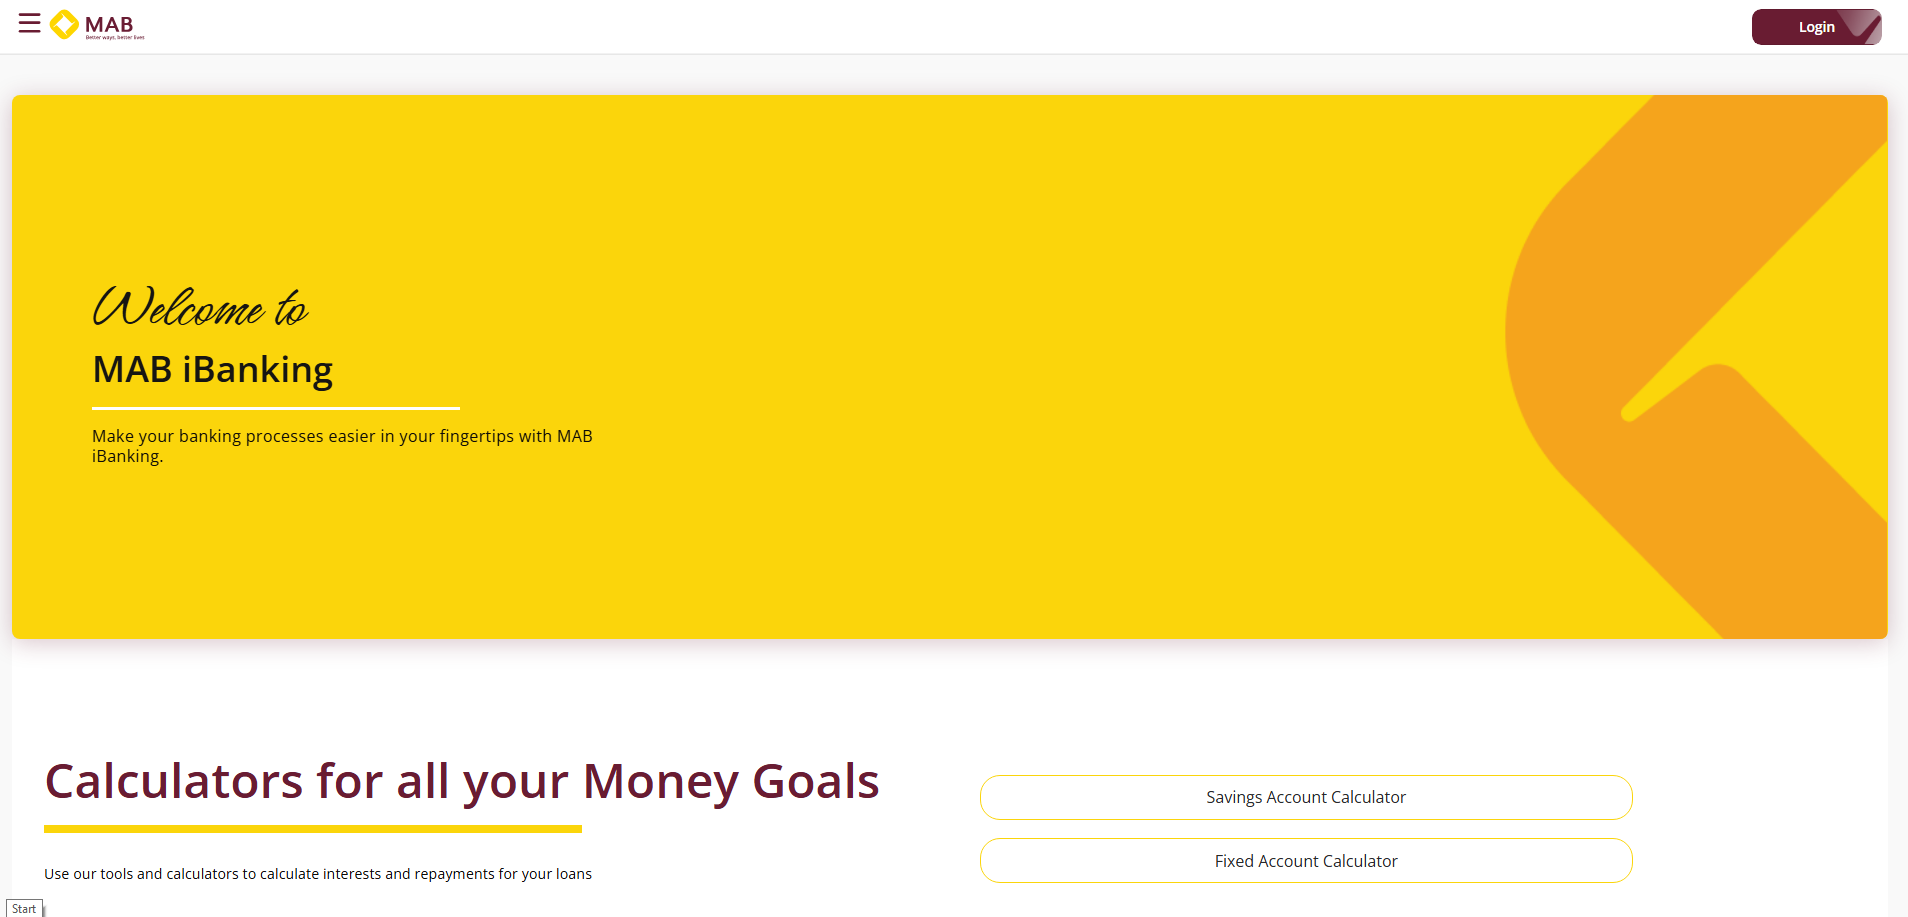 MAB
Better ways, better lives
Login
Welcome to
MAB iBanking
Make your banking processes easier in your fingertips with MAB
iBanking.
Calculators for all your Money Goals
Use our tools and calculators to calculate interests and repayments for your loans
Savings Account Calculator
Fixed Account Calculator
Start